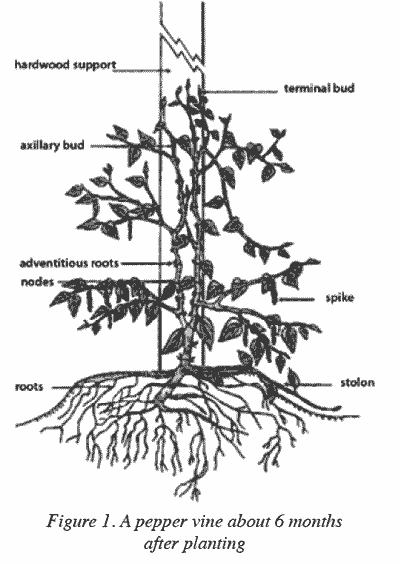 hardwood support
terminal bud
axillary bud
adventitious roots
nodes
spike
roots
stolon
Figure 1. A pepper vine about 6 months
after planting